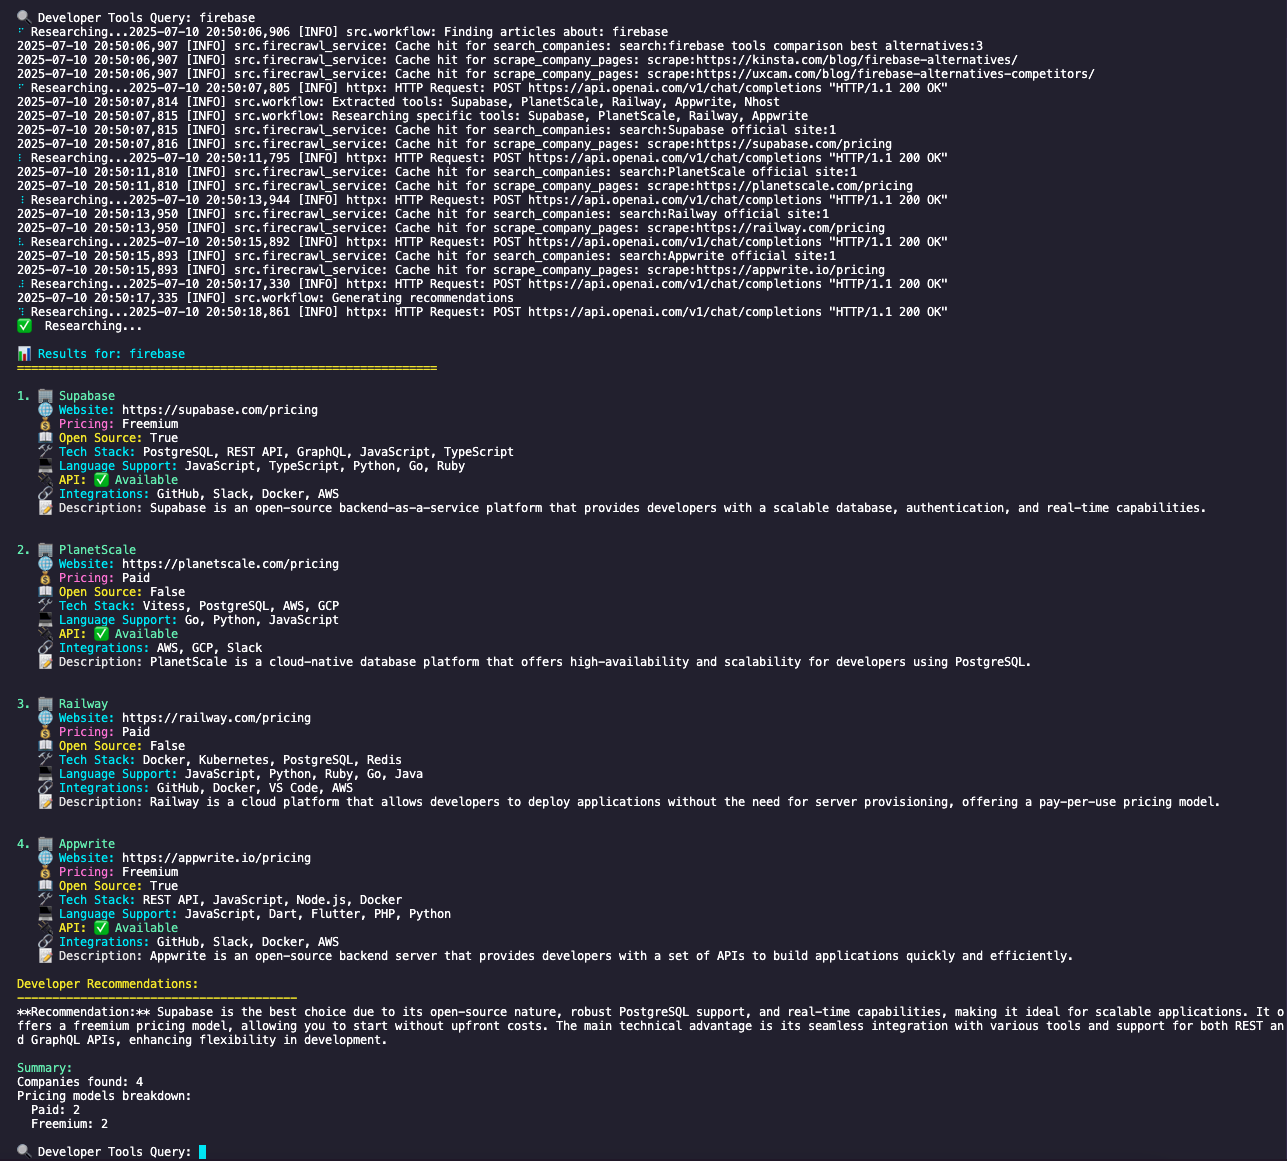 Developer Tools Query: firebase
Researching...2025-07-10 20:50:06,906 [INFO] src.workflow: Finding articles about: firebase
2025-07-10 20:50:06,907 [INFO] src.firecrawl_service: Cache hit for search_companies: search:firebase tools comparison best alternatives:3
2025-07-10 20:50:06,907 [INFO] src.firecrawl_service: Cache hit for scrape_company_pages: scrape:https://kinsta.com/blog/firebase-alternatives/
2025-07-10 20:50:06,907 [INFO] src.firecrawl_service: Cache hit for scrape_company_pages: scrape:https://uxcam.com/blog/firebase-alternatives-competitors/
Researching...2025-07-10 20:50:07,805 [INFO] httpx: HTTP Request: POST https://api.openai.com/v1/chat/completions "HTTP/1.1 200 OK"
2025-07-10 20:50:07,814 [INFO] src.workflow: Extracted tools: Supabase, PlanetScale, Railway, Appwrite, Nhost
2025-07-10 20:50:07,815 [INFO] src.workflow: Researching specific tools: Supabase, PlanetScale, Railway, Appwrite
2025-07-10 20:50:07,815 [INFO] src.firecrawl_service: Cache hit for search_companies: search:Supabase official site:1
2025-07-10 20:50:07,816 [INFO] src.firecrawl_service: Cache hit for scrape_company_pages: scrape:https://supabase.com/pricing
Researching...2025-07-10 20:50:11,795 [INFO] httpx: HTTP Request: POST https://api.openai.com/v1/chat/completions "HTTP/1.1 200 OK"
2025-07-10 20:50:11,810 [INFO] src.firecrawl_service: Cache hit for search_companies: search:PlanetScale official site:1
2025-07-10 20:50:11,810 [INFO] src.firecrawl_service: Cache hit for scrape_company_pages: scrape:https://planetscale.com/pricing
Researching...2025-07-10 20:50:13,944 [INFO] httpx: HTTP Request: POST https://api.openai.com/v1/chat/completions "HTTP/1.1 200 OK"
2025-07-10 20:50:13,950 [INFO] src.firecrawl_service: Cache hit for search_companies: search:Railway official site:1
2025-07-10 20:50:13,950 [INFO] src.firecrawl_service: Cache hit for scrape_company_pages: scrape:https://railway.com/pricing
Researching...2025-07-10 20:50:15,892 [INFO] httpx: HTTP Request: POST https://api.openai.com/v1/chat/completions "HTTP/1.1 200 OK"
2025-07-10 20:50:15,893 [INFO] src.firecrawl_service: Cache hit for search_companies: search:Appwrite official site:1
2025-07-10 20:50:15,893 [INFO] src.firecrawl_service: Cache hit for scrape_company_pages: scrape:https://appwrite.io/pricing
Researching...2025-07-10 20:50:17,330 [INFO] httpx: HTTP Request: POST https://api.openai.com/v1/chat/completions "HTTP/1.1 200 OK"
2025-07-10 20:50:17,335 [INFO] src.workflow: Generating recommendations
Researching...2025-07-10 20:50:18,861 [INFO] httpx: HTTP Request: POST https://api.openai.com/v1/chat/completions "HTTP/1.1 200 OK"
✅ Researching...
📊 Results for: firebase
============================================================
1. 🏢 Supabase
🌐 Website: https://supabase.com/pricing
💰 Pricing: Freemium
📖 Open Source: True
🛠️ Tech Stack: PostgreSQL, REST API, GraphQL, JavaScript, TypeScript
💻 Language Support: JavaScript, TypeScript, Python, Go, Ruby
🔌 API: ✅ Available
🔗 Integrations: GitHub, Slack, Docker, AWS
📝 Description: Supabase is an open-source backend-as-a-service platform that provides developers with a scalable database, authentication, and real-time capabilities.
2. 🏢 PlanetScale
🌐 Website: https://planetscale.com/pricing
💰 Pricing: Paid
📖 Open Source: False
🛠️ Tech Stack: Vitess, PostgreSQL, AWS, GCP
💻 Language Support: Go, Python, JavaScript
🔌 API: ✅ Available
🔗 Integrations: AWS, GCP, Slack
📝 Description: PlanetScale is a cloud-native database platform that offers high-availability and scalability for developers using PostgreSQL.
3. 🏢 Railway
🌐 Website: https://railway.com/pricing
💰 Pricing: Paid
📖 Open Source: False
🛠️ Tech Stack: Docker, Kubernetes, PostgreSQL, Redis
💻 Language Support: JavaScript, Python, Ruby, Go, Java
🔗 Integrations: GitHub, Docker, VS Code, AWS
📝 Description: Railway is a cloud platform that allows developers to deploy applications without the need for server provisioning, offering a pay-per-use pricing model.
4. 🏢 Appwrite
🌐 Website: https://appwrite.io/pricing
💰 Pricing: Freemium
📖 Open Source: True
🛠️ Tech Stack: REST API, JavaScript, Node.js, Docker
💻 Language Support: JavaScript, Dart, Flutter, PHP, Python
🔌 API: ✅ Available
🔗 Integrations: GitHub, Slack, Docker, AWS
📝 Description: Appwrite is an open-source backend server that provides developers with a set of APIs to build applications quickly and efficiently.
Developer Recommendations:
----------------------------------------
**Recommendation:** Supabase is the best choice due to its open-source nature, robust PostgreSQL support, and real-time capabilities, making it ideal for scalable applications. It o
ffers a freemium pricing model, allowing you to start without upfront costs. The main technical advantage is its seamless integration with various tools and support for both REST an
d GraphQL APIs, enhancing flexibility in development.
Summary:
Companies found: 4
Pricing models breakdown:
Paid: 2
Freemium: 2
🔍 Developer Tools Query: